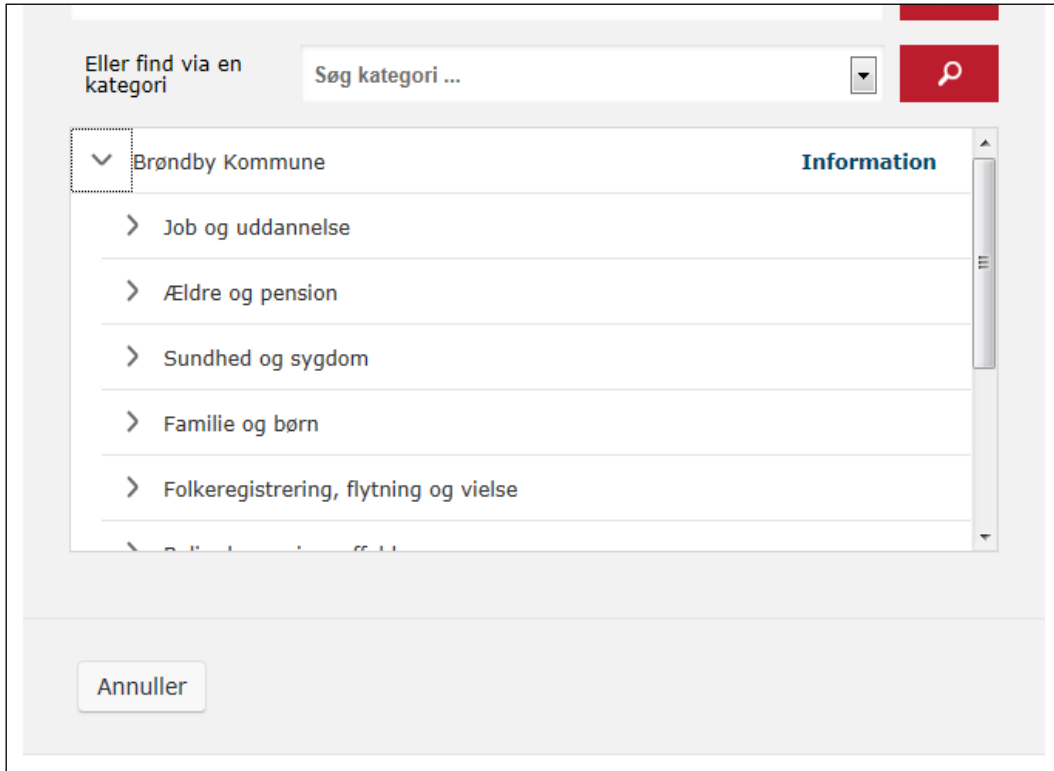 Eller find via en
kategori
Søg kategori ...
Brøndby Kommune Information
Job og uddannelse
Ældre og pension
Sundhed og sygdom
Familie og børn
Folkeregistrering, flytning og vielse
Annuller